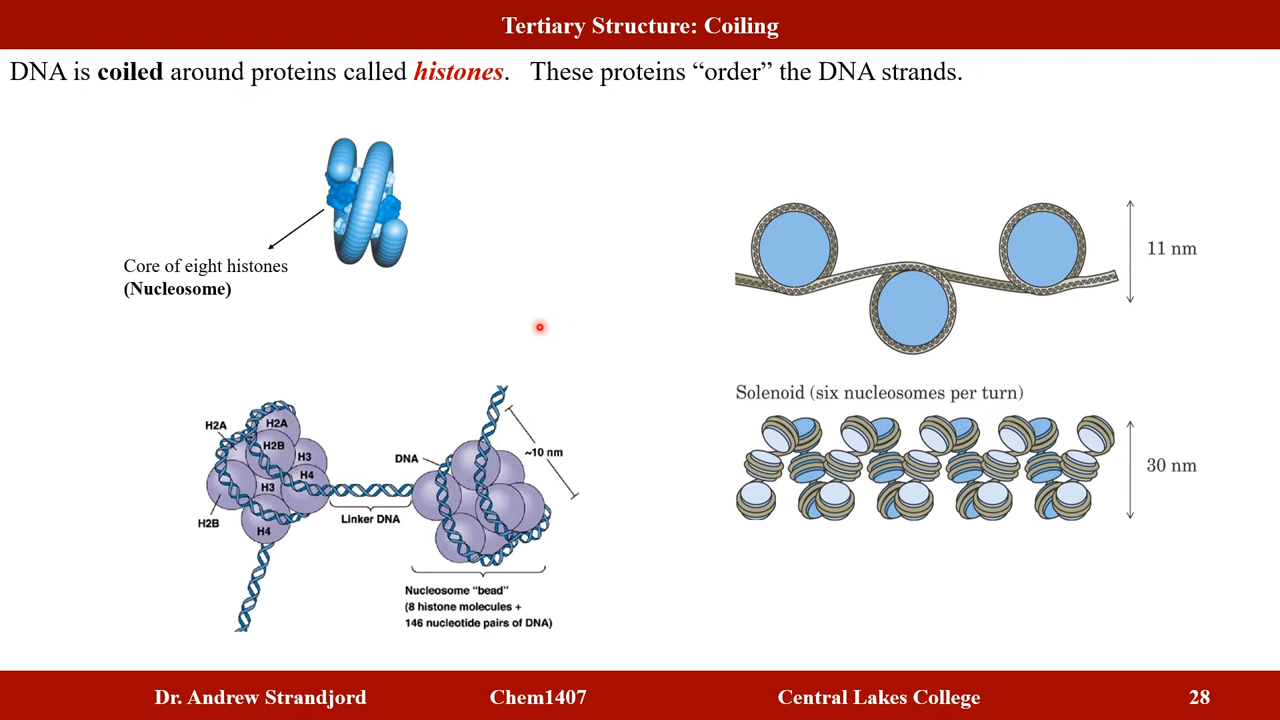 Tertiary Structure: Coiling
DNA is coiled around proteins called histones. These proteins “order” the DNA strands.
Core of eight histones
(Nucleosome)
11 nm
Solenoid (six nucleosomes per turn)
30 nm
H2A
H2A
H2B
H3
H4
H3
H2B
H4
Linker DNA
DNA
~10 nm
Nucleosome “bead”
(8 histone molecules +
146 nucleotide pairs of DNA)
Dr. Andrew Strandjord Chem1407 Central Lakes College 28